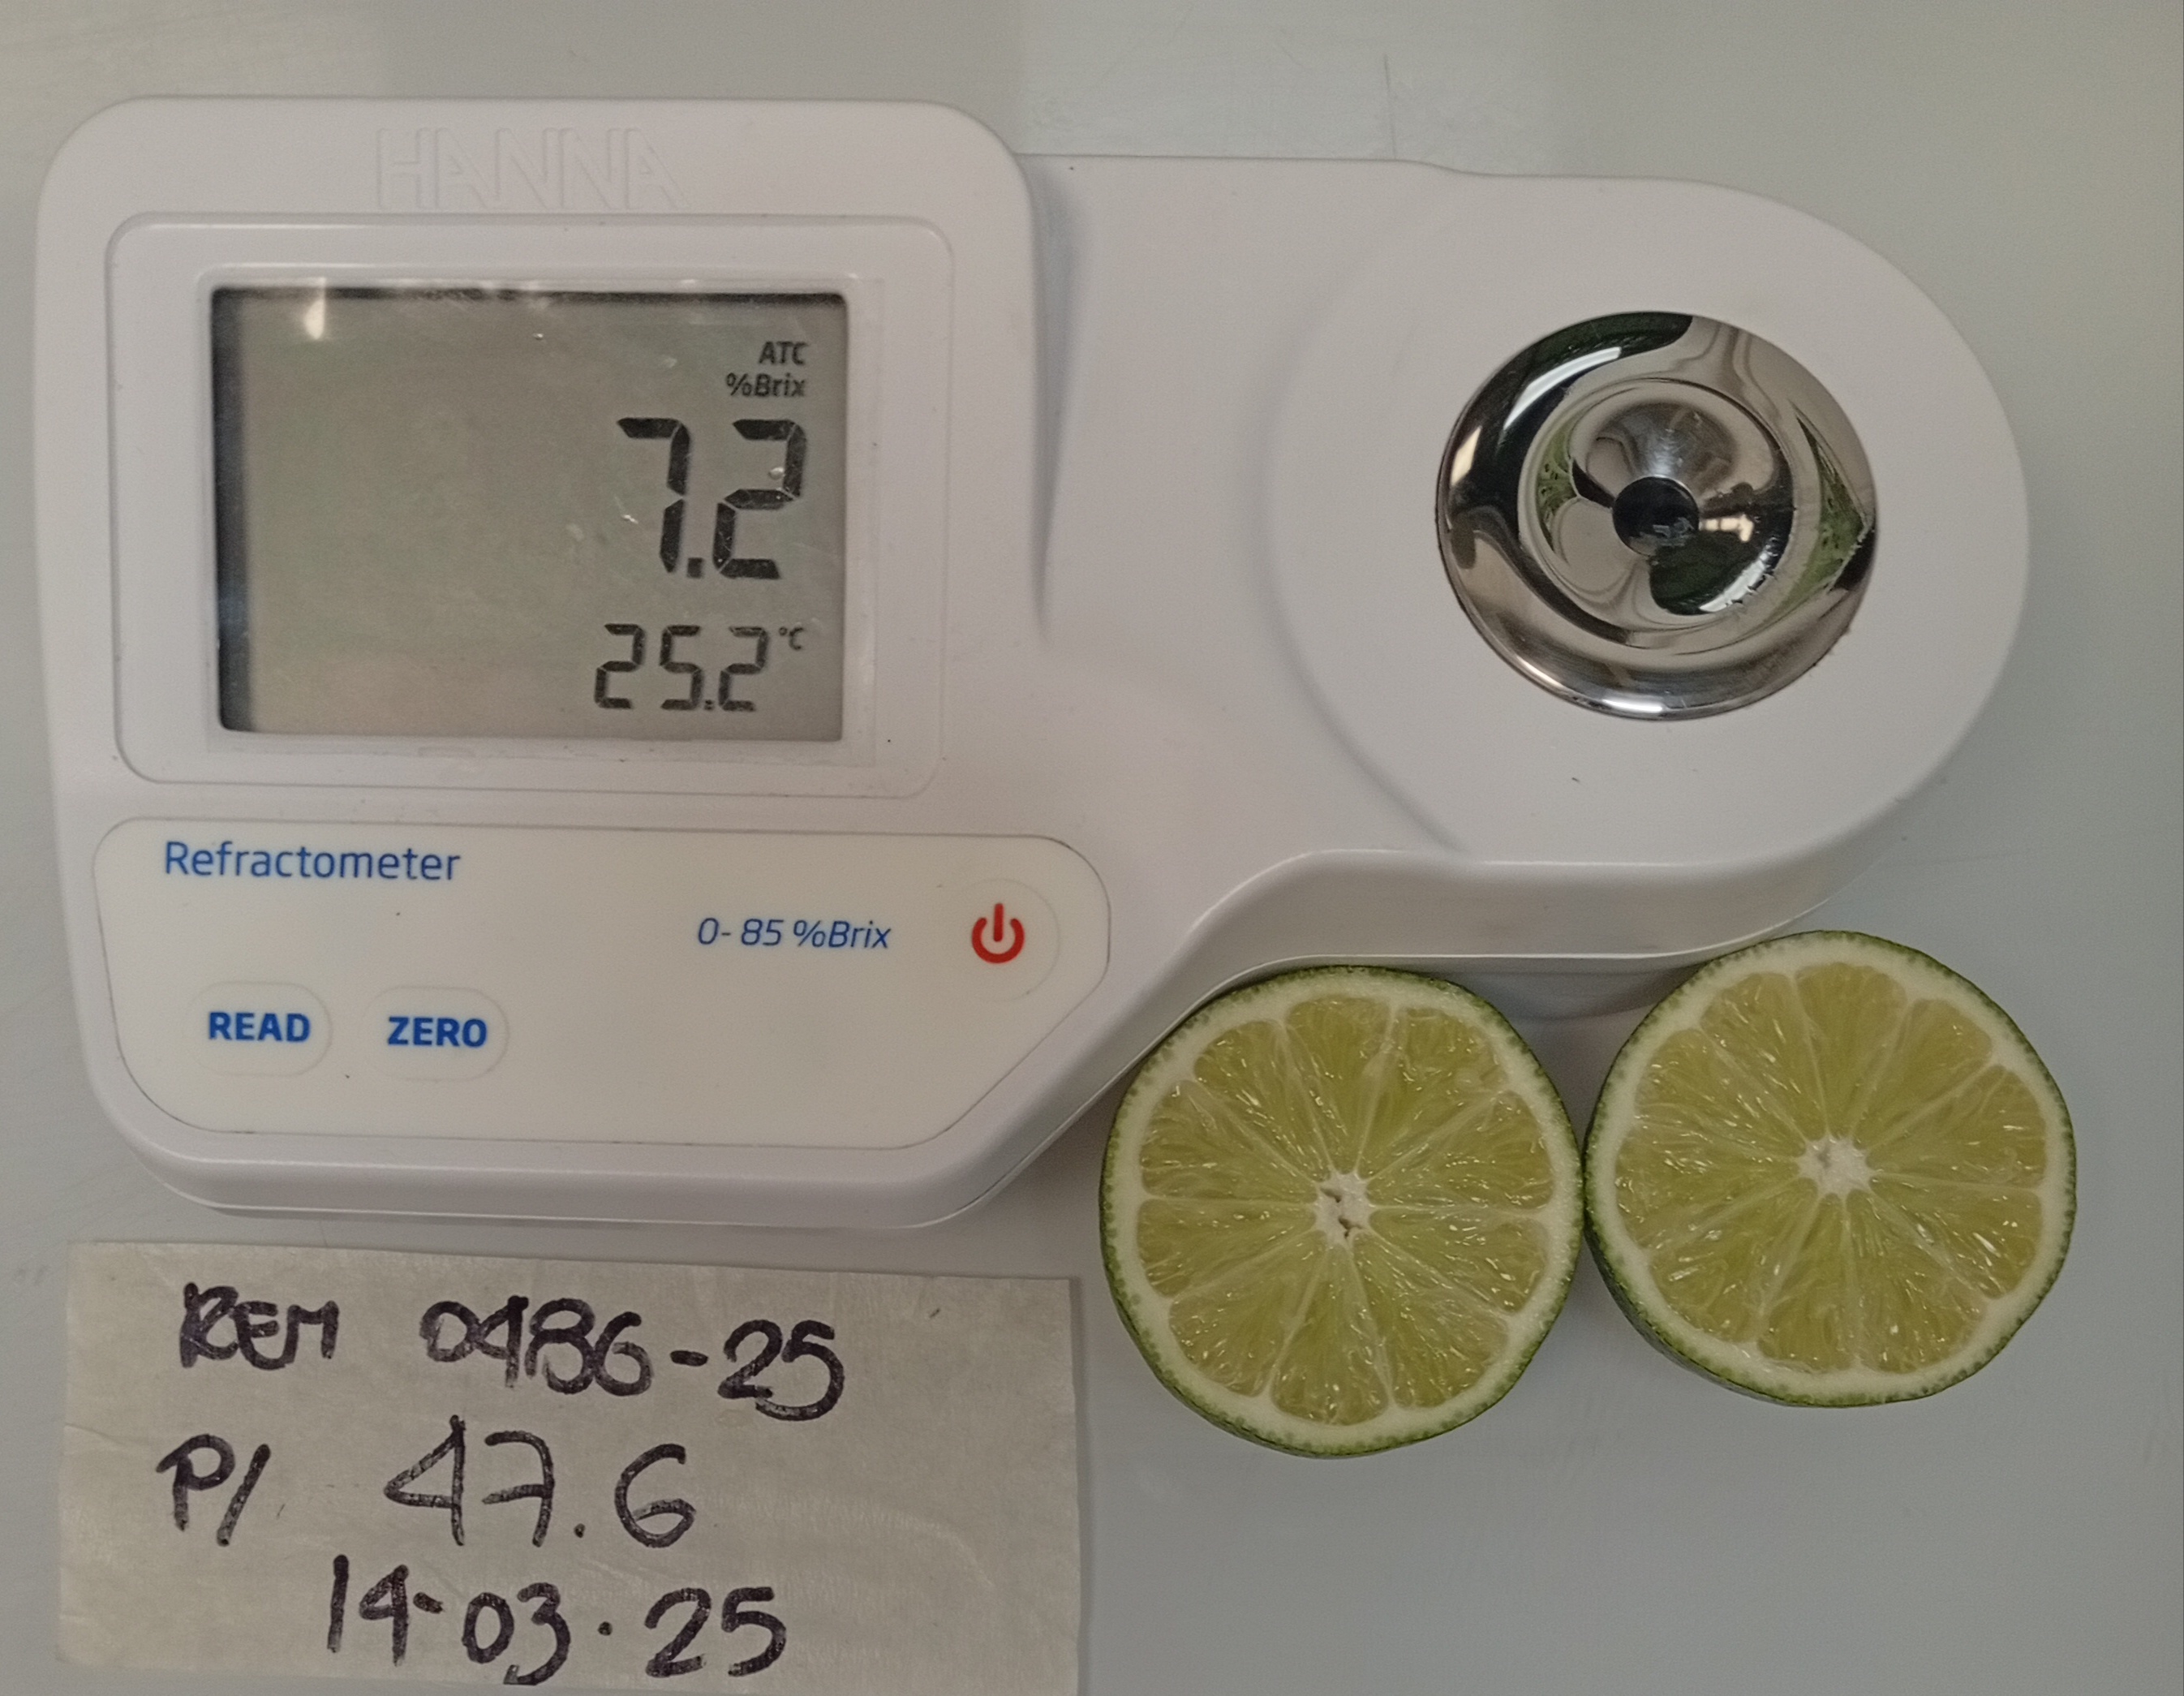 HANNA
ATC
%Brix
7.2
25.2 °C
Refractometer
0- 85 %Brix
READ ZERO
REM 0486-25
P/ 47.6
14-03.25